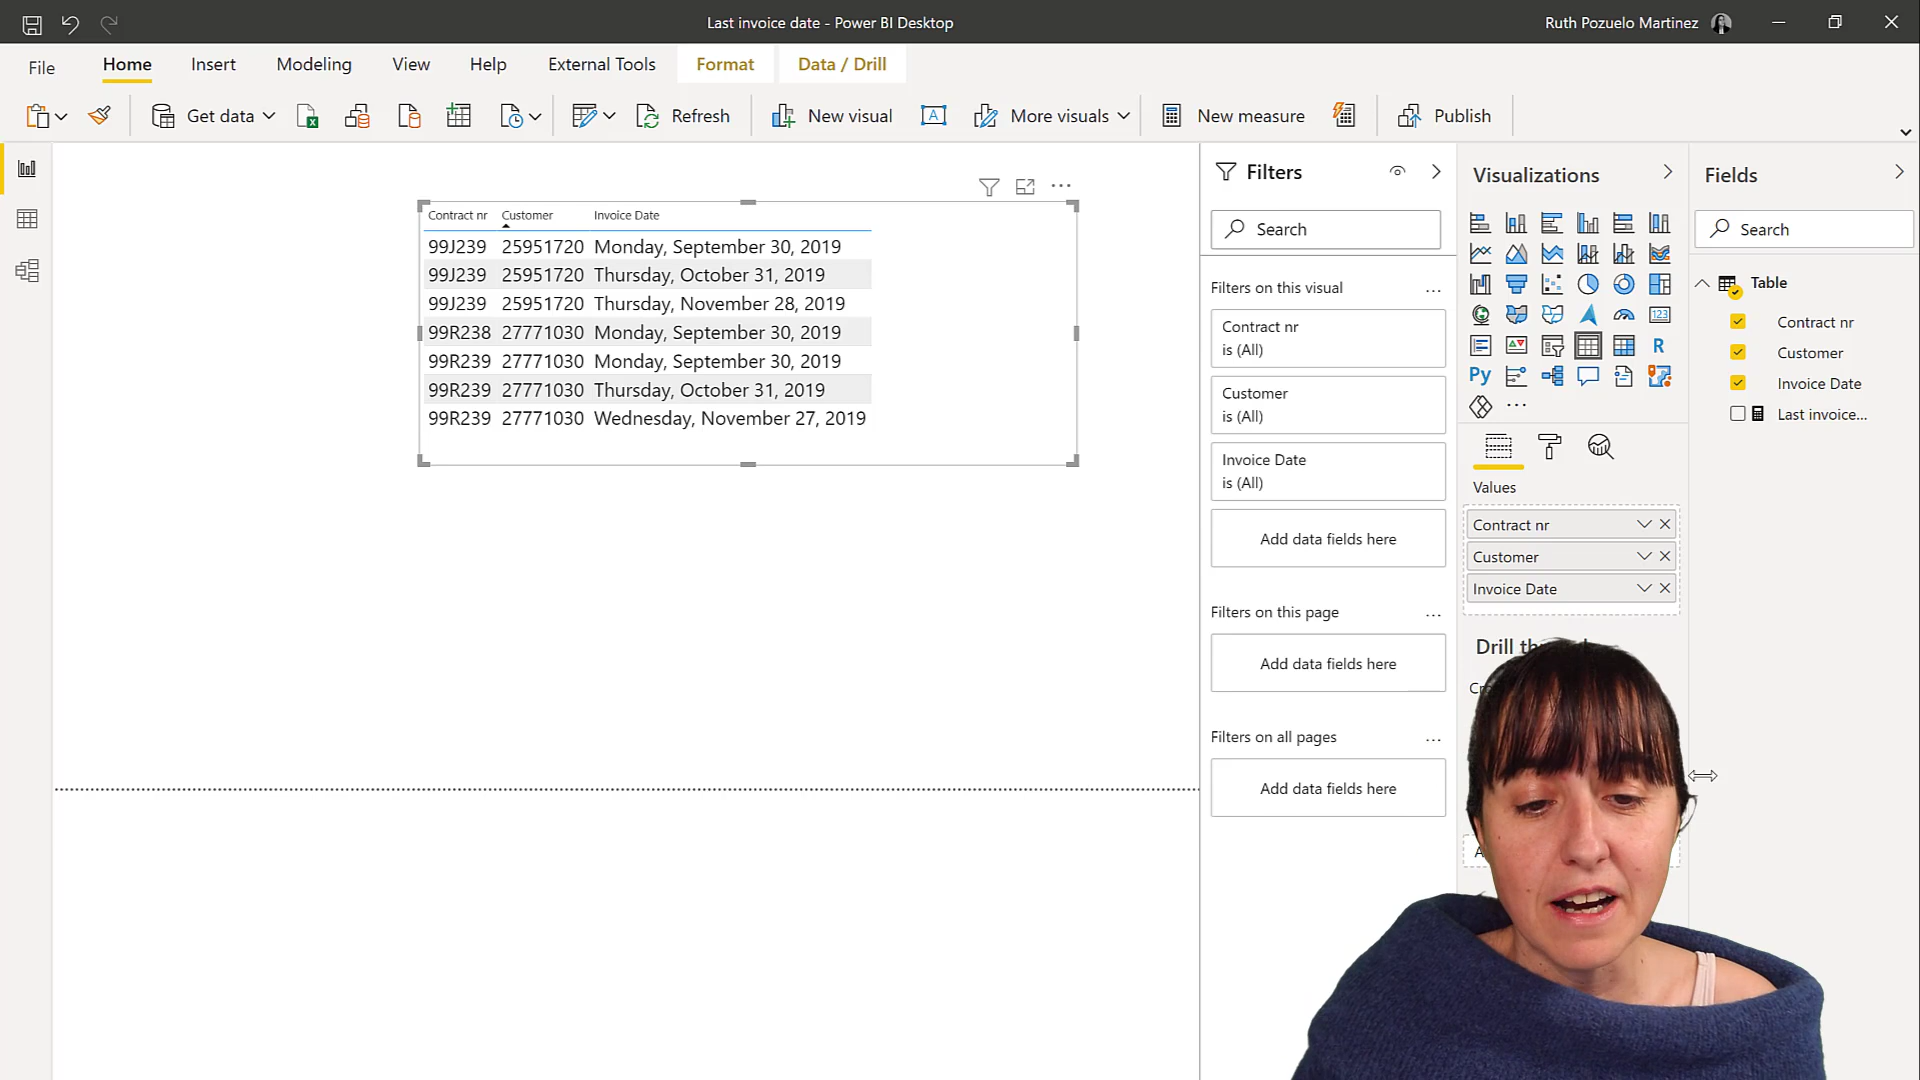 Last invoice date - Power BI Desktop
Ruth Pozuelo Martinez
File Home Insert Modeling View Help External Tools Format Data / Drill
Get data Refresh New visual More visuals New measure Publish
Contract nr Customer Invoice Date
99J239 25951720 Monday, September 30, 2019
99J239 25951720 Thursday, October 31, 2019
99J239 25951720 Thursday, November 28, 2019
99R238 27771030 Monday, September 30, 2019
99R239 27771030 Monday, September 30, 2019
99R239 27771030 Thursday, October 31, 2019
99R239 27771030 Wednesday, November 27, 2019
Filters
Search
Filters on this visual
Contract nr
is (All)
Customer
is (All)
Invoice Date
is (All)
Add data fields here
Filters on this page
Add data fields here
Filters on all pages
Add data fields here
Visualizations
123
R
Py
Values
Contract nr
Customer
Invoice Date
Drill
Fields
Search
Table
Contract nr
Customer
Invoice Date
Last invoice...